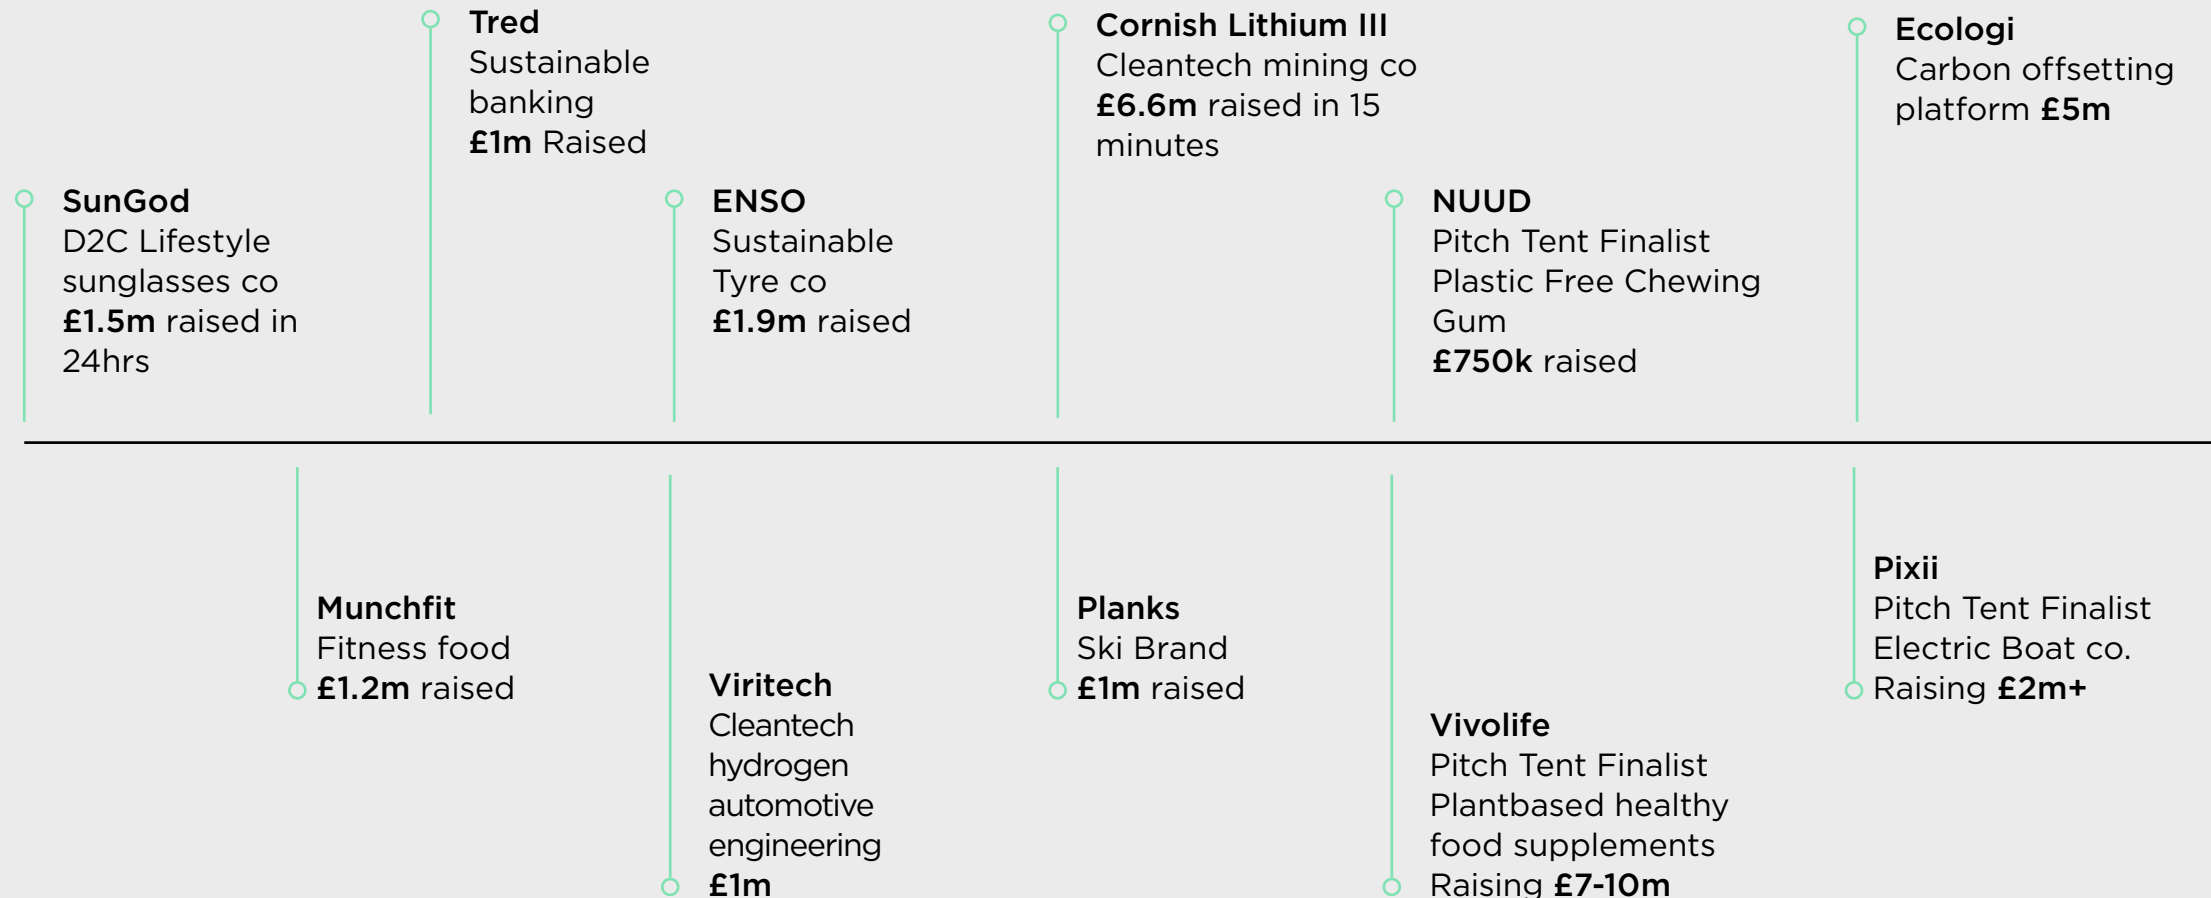 Tred
Sustainable
banking
£1m Raised
Cornish Lithium III
Cleantech mining co
£6.6m raised in 15
minutes
Ecologi
Carbon offsetting
platform £5m
SunGod
D2C Lifestyle
sunglasses co
£1.5m raised in
24hrs
ENSO
Sustainable
Tyre co
£1.9m raised
NUUD
Pitch Tent Finalist
Plastic Free Chewing
Gum
£750k raised
Munchfit
Fitness food
£1.2m raised
Viritech
Cleantech
hydrogen
automotive
engineering
£1m
Planks
Ski Brand
£1m raised
Vivolife
Pitch Tent Finalist
Plantbased healthy
food supplements
Raising £7-10m
Pixii
Pitch Tent Finalist
Electric Boat co.
Raising £2m+